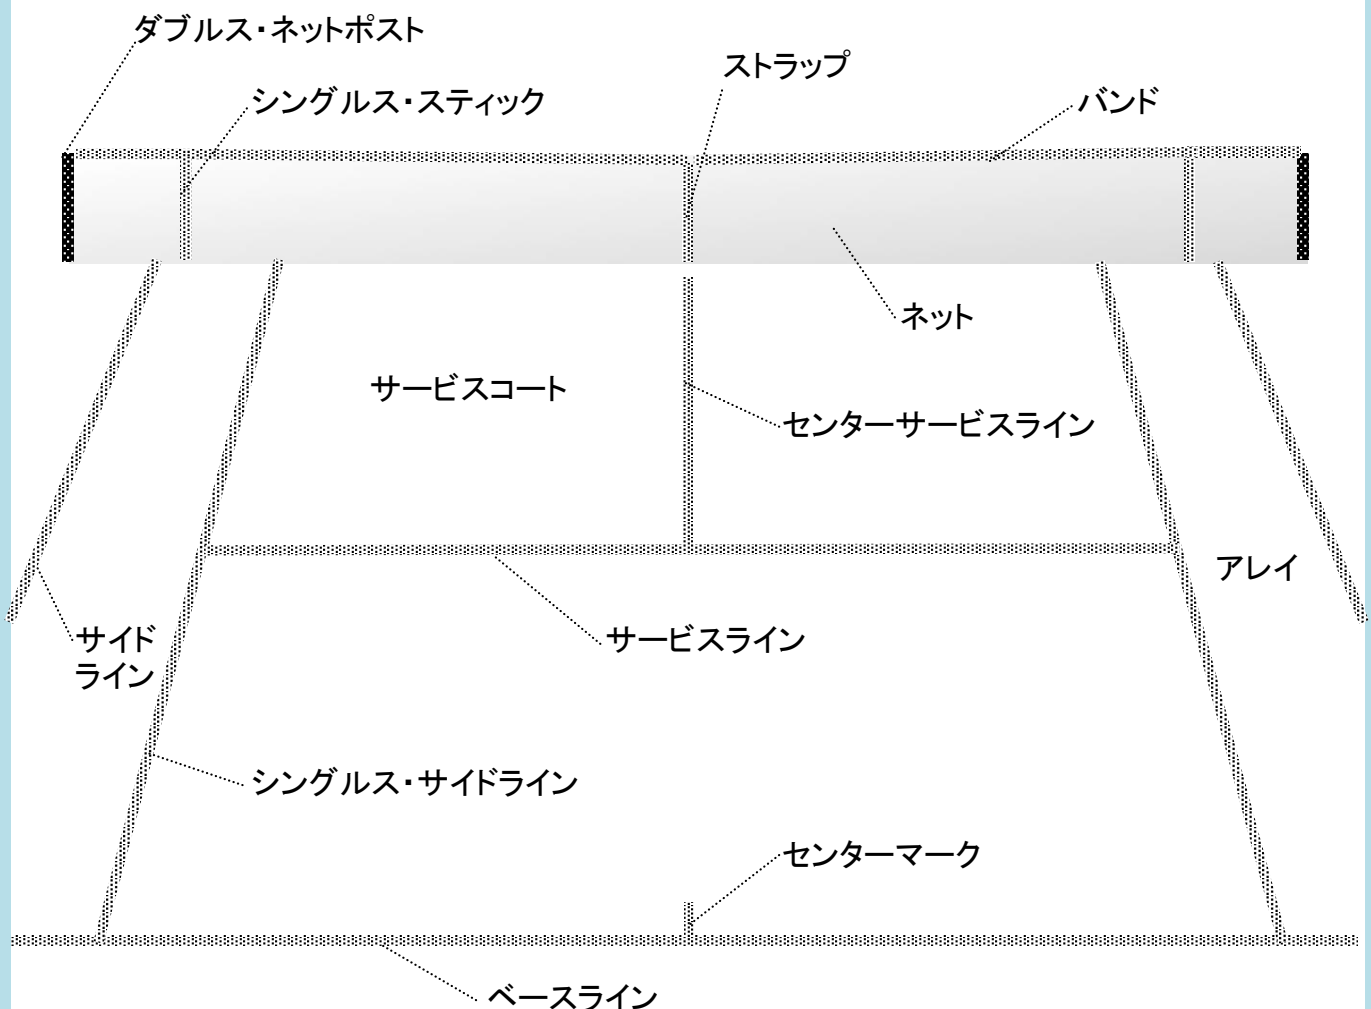 ダブルス・ネットポスト
ストラップ
シングルス・スティック
バンド
ネット
サービスコート
センターサービスライン
アレイ
サイド
ライン
サービスライン
シングルス・サイドライン
センターマーク
ベースライン